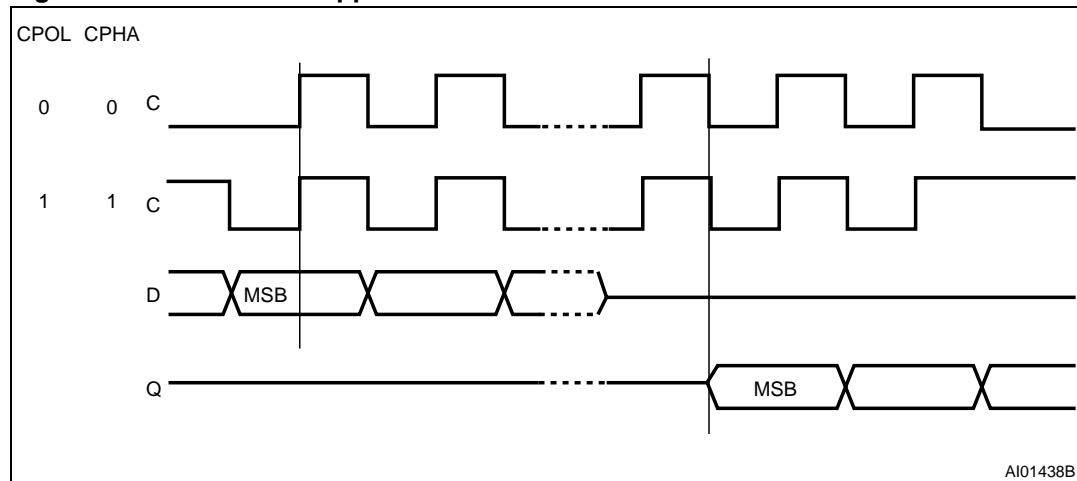 CPOL CPHA
0 0 C
1 1 C
D MSB
Q MSB
AI01438B